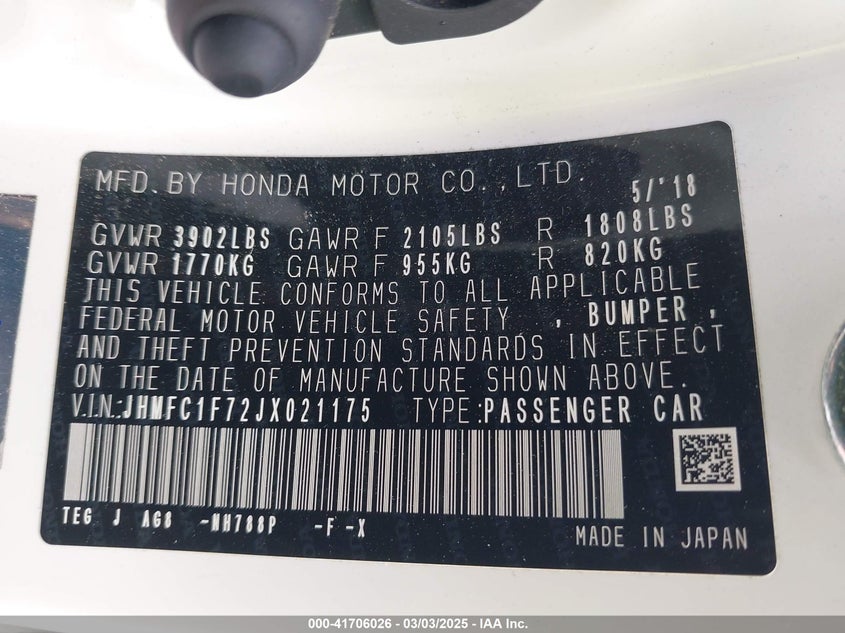 MFD. BY HONDA MOTOR CO., LTD. 5/'18
GVWR 3902LBS GAWR F 2105LBS R 1808LBS
GVWR 1770KG GAWR F 955KG R 820KG
THIS VEHICLE CONFORMS TO ALL APPLICABLE
FEDERAL MOTOR VEHICLE SAFETY , BUMPER ,
AND THEFT PREVENTION STANDARDS IN EFFECT
ON THE DATE OF MANUFACTURE SHOWN ABOVE.
V.I.N.:JHMFC1F72JX021175 TYPE:PASSENGER CAR
TEG J AG8 -NH788P -F -X
MADE IN JAPAN
000-41706026 - 03/03/2025 - IAA Inc.